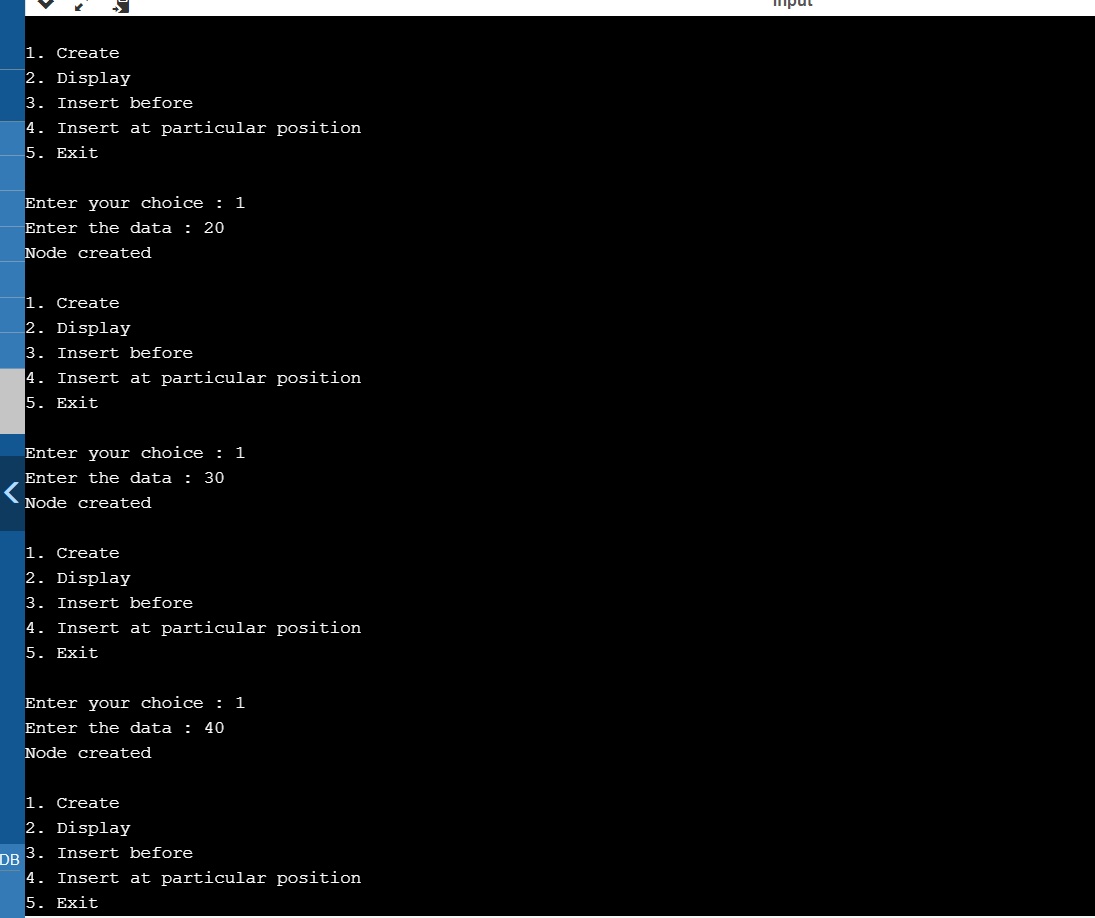 Input
1. Create
2. Display
3. Insert before
4. Insert at particular position
5. Exit
Enter your choice : 1
Enter the data : 20
Node created
1. Create
2. Display
3. Insert before
4. Insert at particular position
5. Exit
Enter your choice : 1
Enter the data : 30
Node created
1. Create
2. Display
3. Insert before
4. Insert at particular position
5. Exit
Enter your choice : 1
Enter the data : 40
Node created
1. Create
2. Display
DB
3. Insert before
4. Insert at particular position
5. Exit